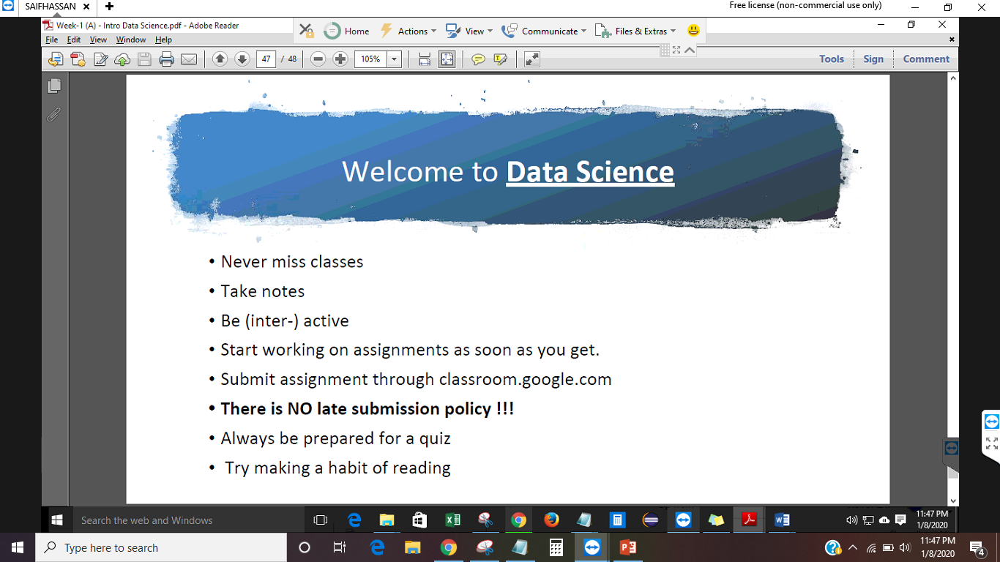 SAIFHASSAN
Free license (non-commercial use only)
Week-1 (A) - Intro Data Science.pdf - Adobe Reader
Home Actions View Communicate Files & Extras
File Edit View Window Help
47 / 48 105% Tools Sign Comment
Welcome to Data Science
• Never miss classes
• Take notes
• Be (inter-) active
• Start working on assignments as soon as you get.
• Submit assignment through classroom.google.com
• There is NO late submission policy !!!
• Always be prepared for a quiz
• Try making a habit of reading
Search the web and Windows
11:47 PM
1/8/2020
Type here to search
11:47 PM
1/8/2020
4